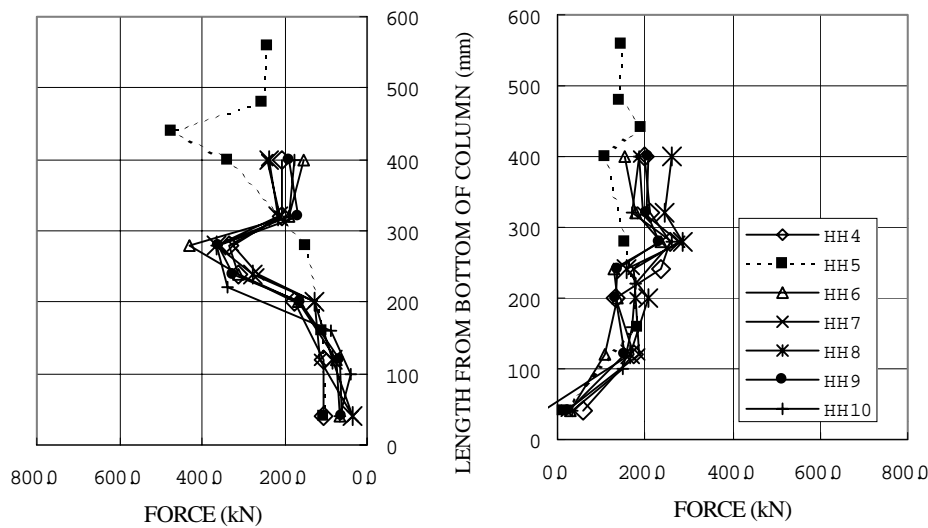 600
500
400
300
200
100
0
800.0 600.0 400.0 200.0 0.0
FORCE (kN)
LENGTH FROM BOTTOM OF COLUMN (mm)
600
500
400
300
200
100
0
0.0 200.0 400.0 600.0 800.0
FORCE (kN)
HH4
HH5
HH6
HH7
HH8
HH9
HH10